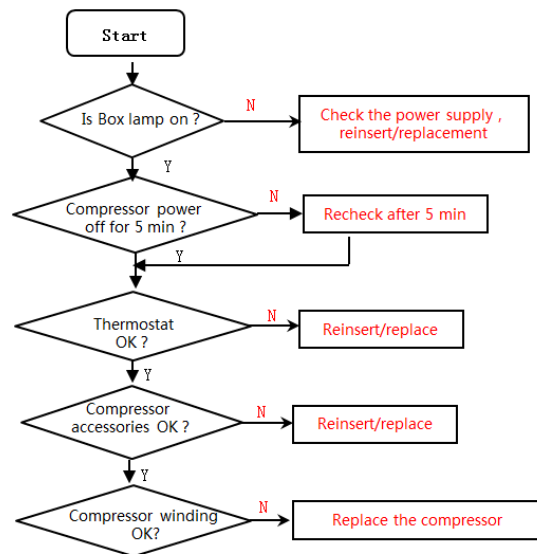 Start
Is Box lamp on ?
N
Check the power supply ,
reinsert/replacement
Y
Compressor power
off for 5 min ?
N
Recheck after 5 min
Y
Thermostat
OK ?
N
Reinsert/replace
Y
Compressor
accessories OK ?
N
Reinsert/replace
Y
Compressor winding
OK?
N
Replace the compressor